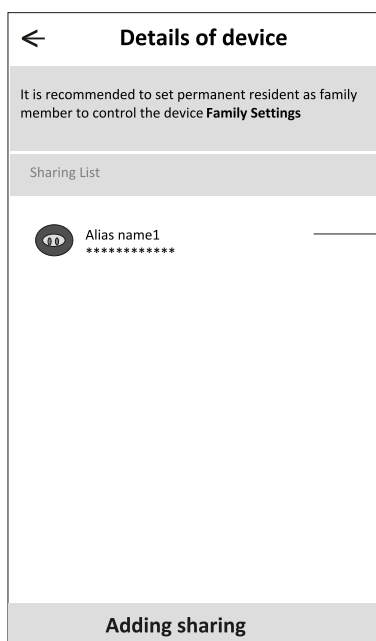 Details of device
It is recommended to set permanent resident as family
member to control the device Family Settings
Sharing List
Alias name1
************
Adding sharing